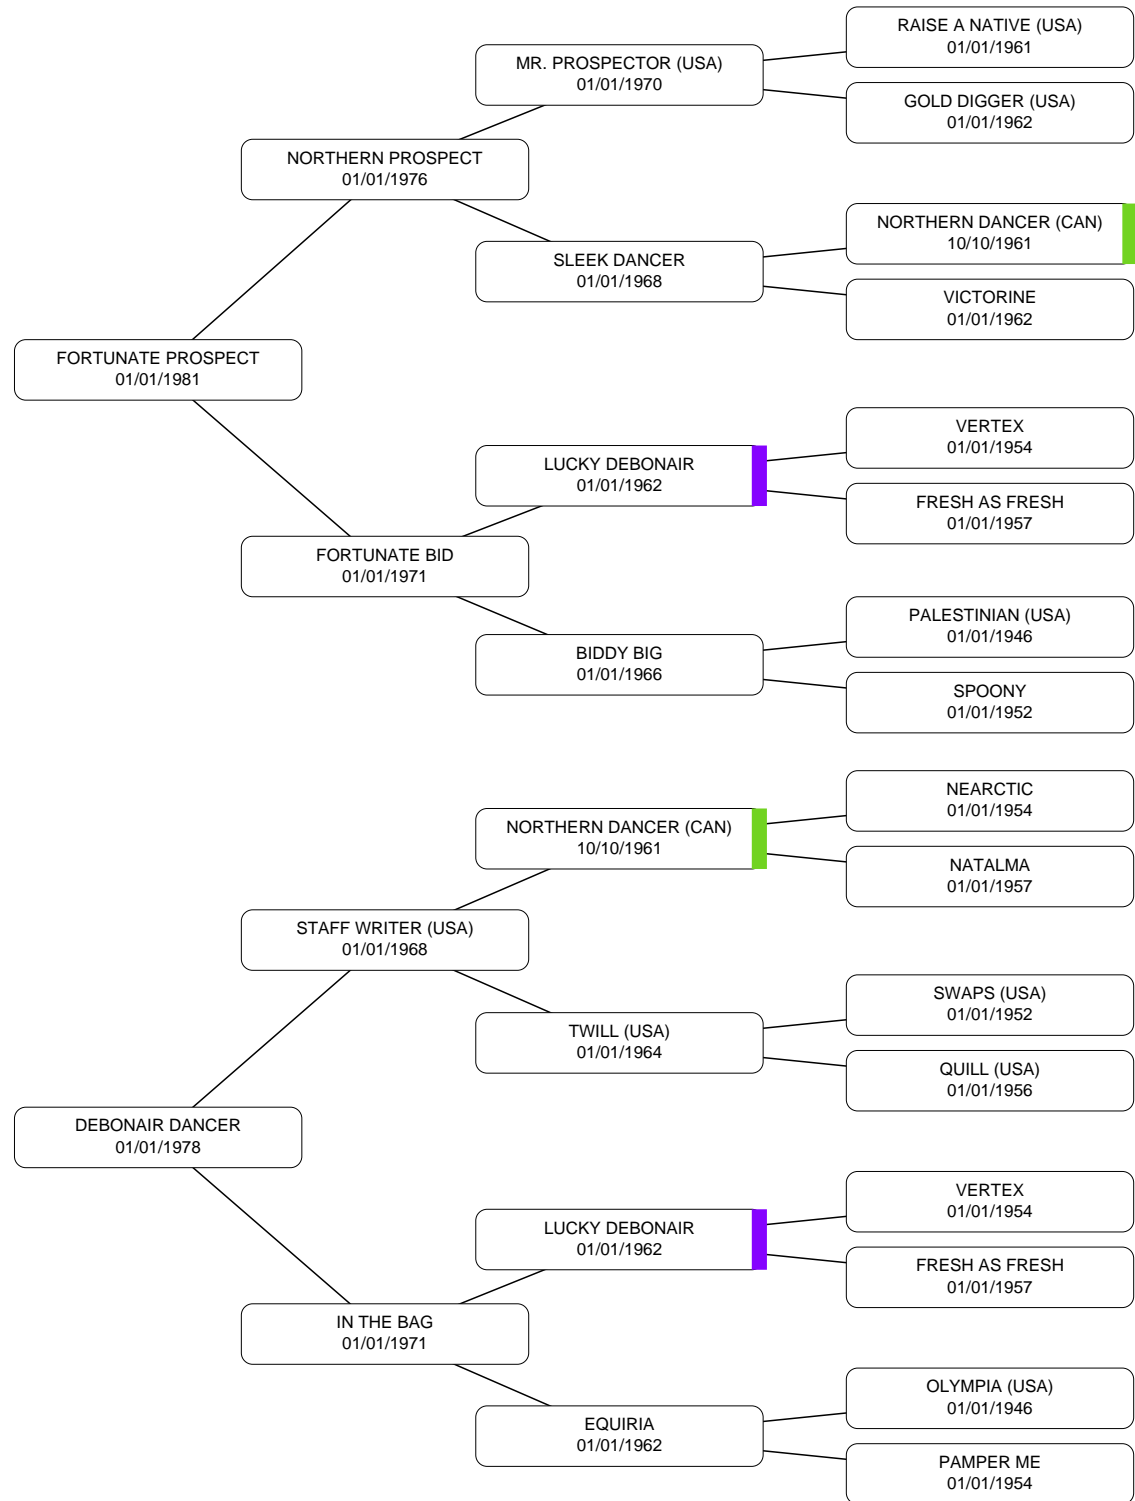 RAISE A NATIVE (USA)
01/01/1961
MR. PROSPECTOR (USA)
01/01/1970
GOLD DIGGER (USA)
01/01/1962
NORTHERN PROSPECT
01/01/1976
NORTHERN DANCER (CAN)
10/10/1961
SLEEK DANCER
01/01/1968
VICTORINE
01/01/1962
FORTUNATE PROSPECT
01/01/1981
VERTEX
01/01/1954
LUCKY DEBONAIR
01/01/1962
FRESH AS FRESH
01/01/1957
FORTUNATE BID
01/01/1971
PALESTINIAN (USA)
01/01/1946
BIDDY BIG
01/01/1966
SPOONY
01/01/1952
NEARCTIC
01/01/1954
NORTHERN DANCER (CAN)
10/10/1961
NATALMA
01/01/1957
STAFF WRITER (USA)
01/01/1968
SWAPS (USA)
01/01/1952
TWILL (USA)
01/01/1964
QUILL (USA)
01/01/1956
DEBONAIR DANCER
01/01/1978
VERTEX
01/01/1954
LUCKY DEBONAIR
01/01/1962
FRESH AS FRESH
01/01/1957
IN THE BAG
01/01/1971
OLYMPIA (USA)
01/01/1946
EQUIRIA
01/01/1962
PAMPER ME
01/01/1954